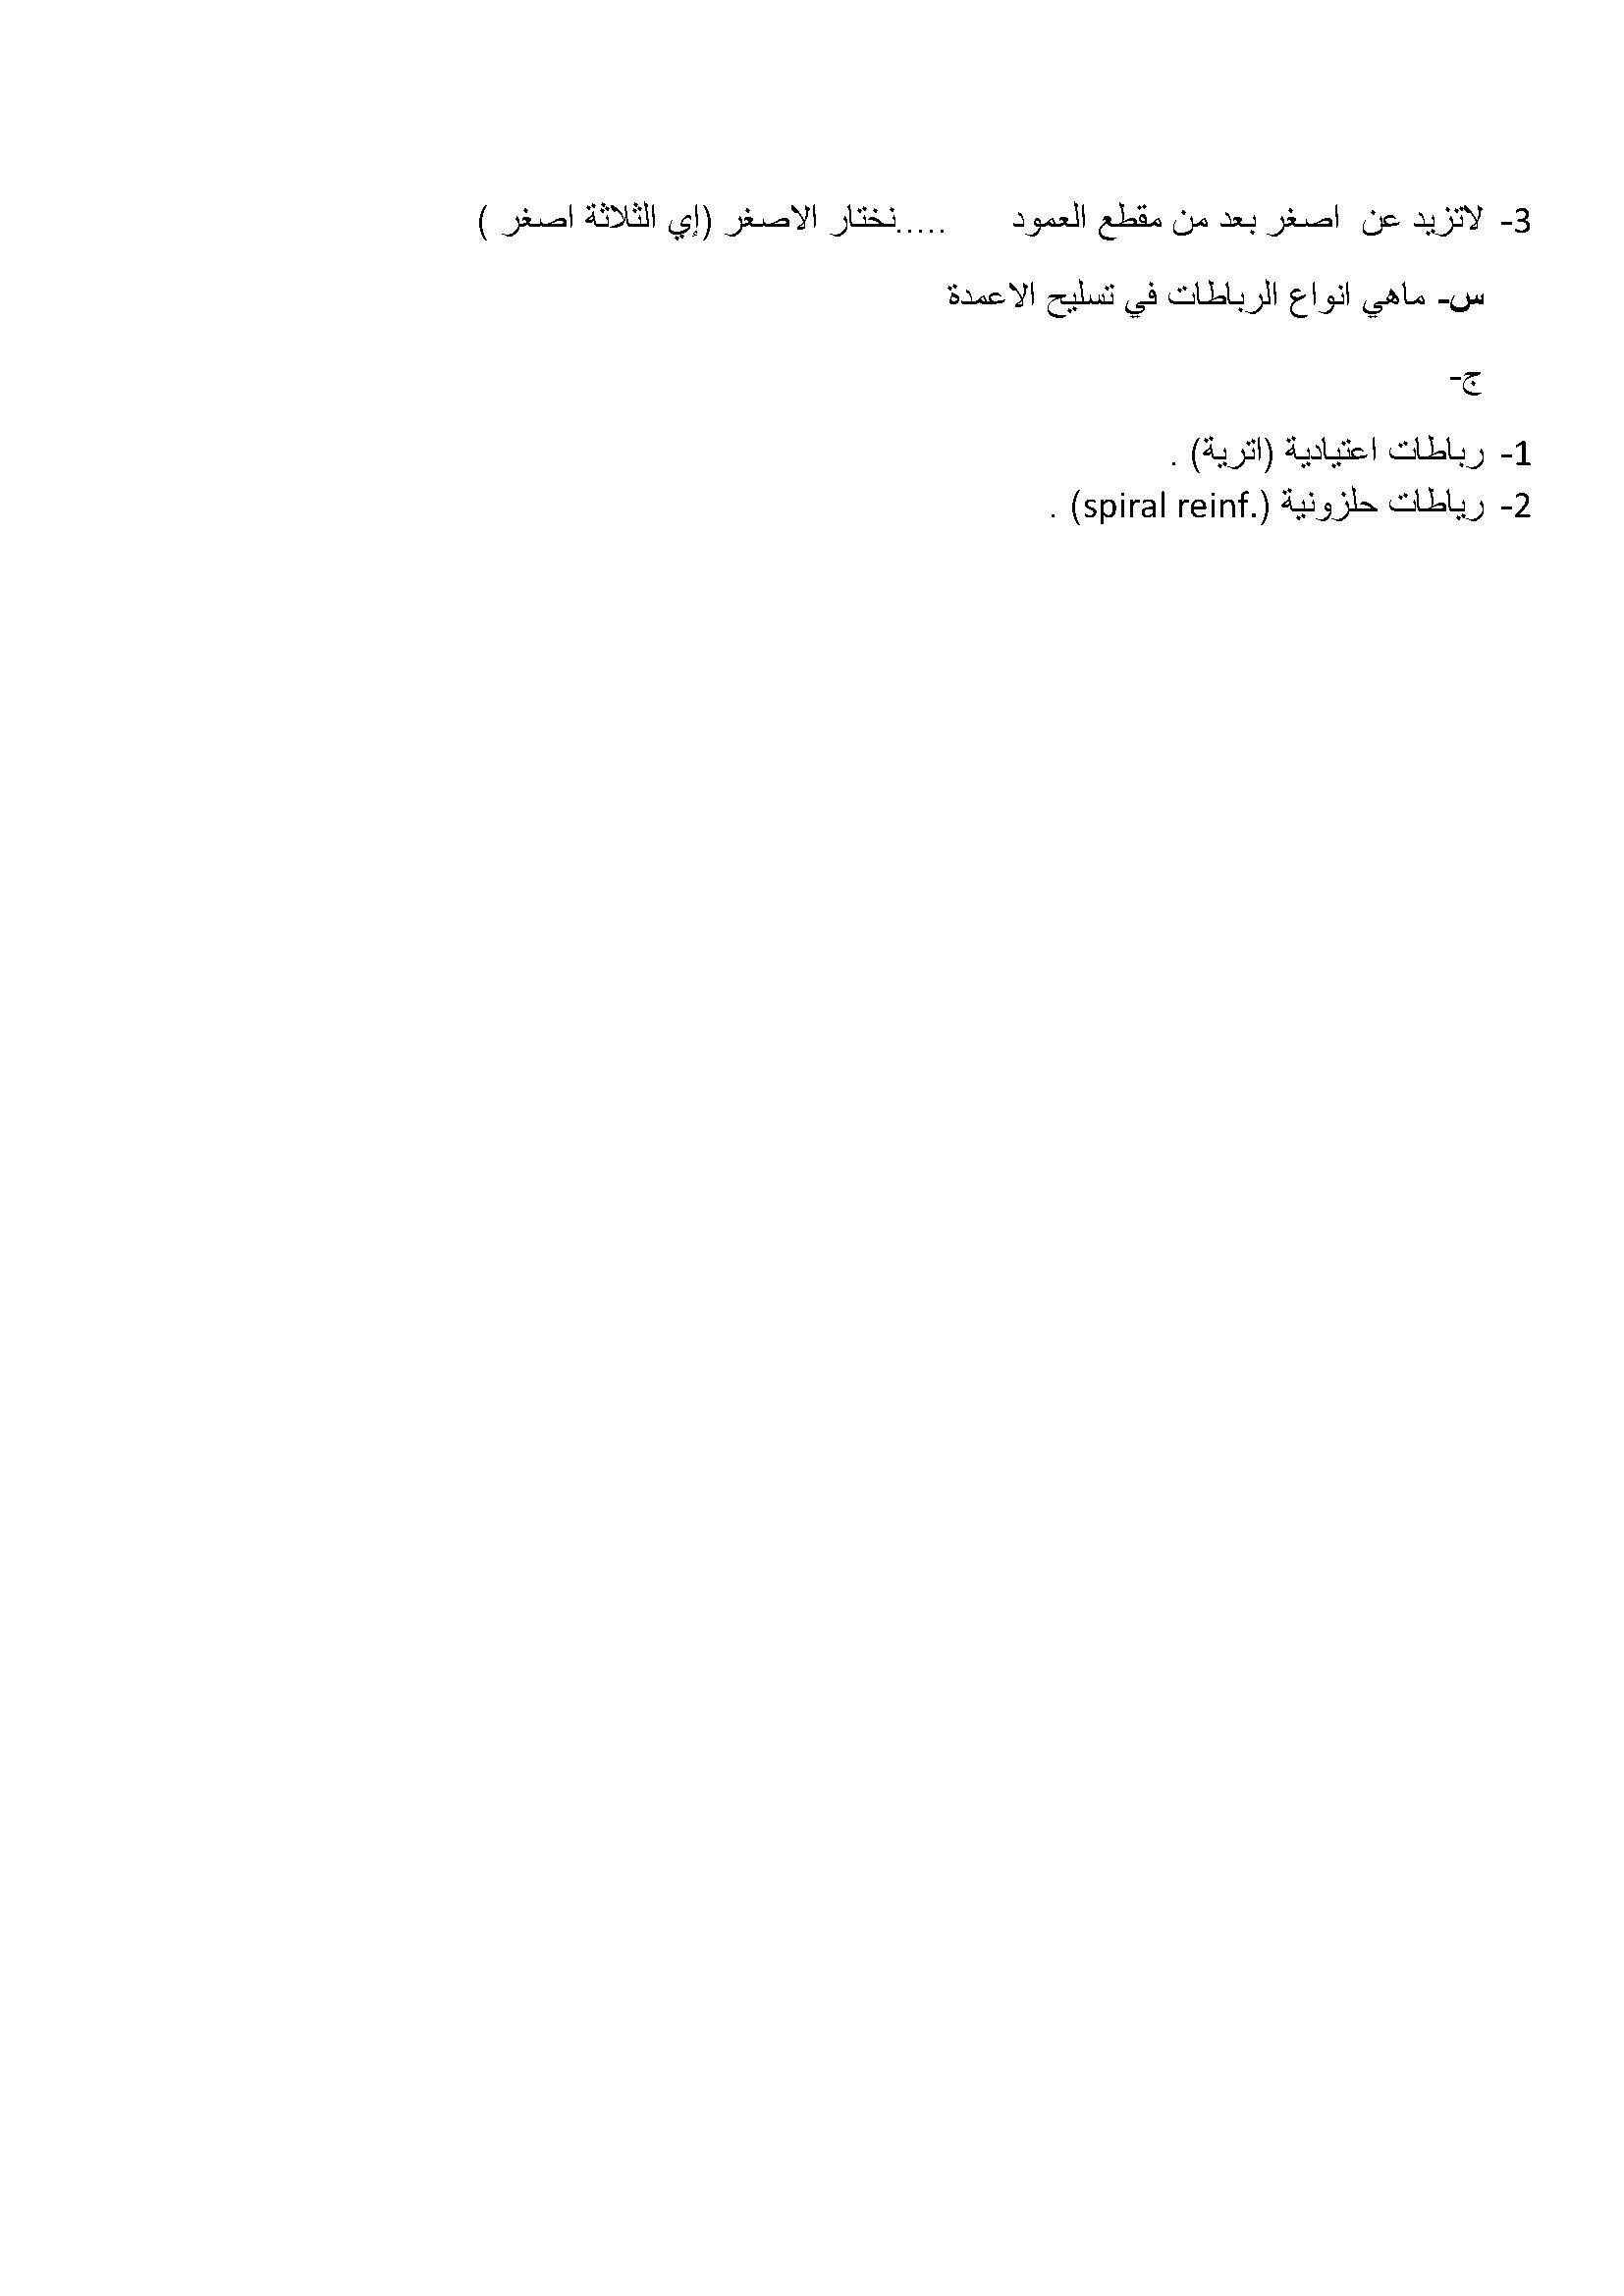 3- لاتزيد عن اصغر بعد من مقطع العمود .....نختار الاصغر (إي الثلاثة اصغر )
س- ماهي انواع الرباطات في تسليح الاعمدة
ج-
1- رباطات اعتيادية (اترية) .
2- رياطات حلزونية (spiral reinf.) .